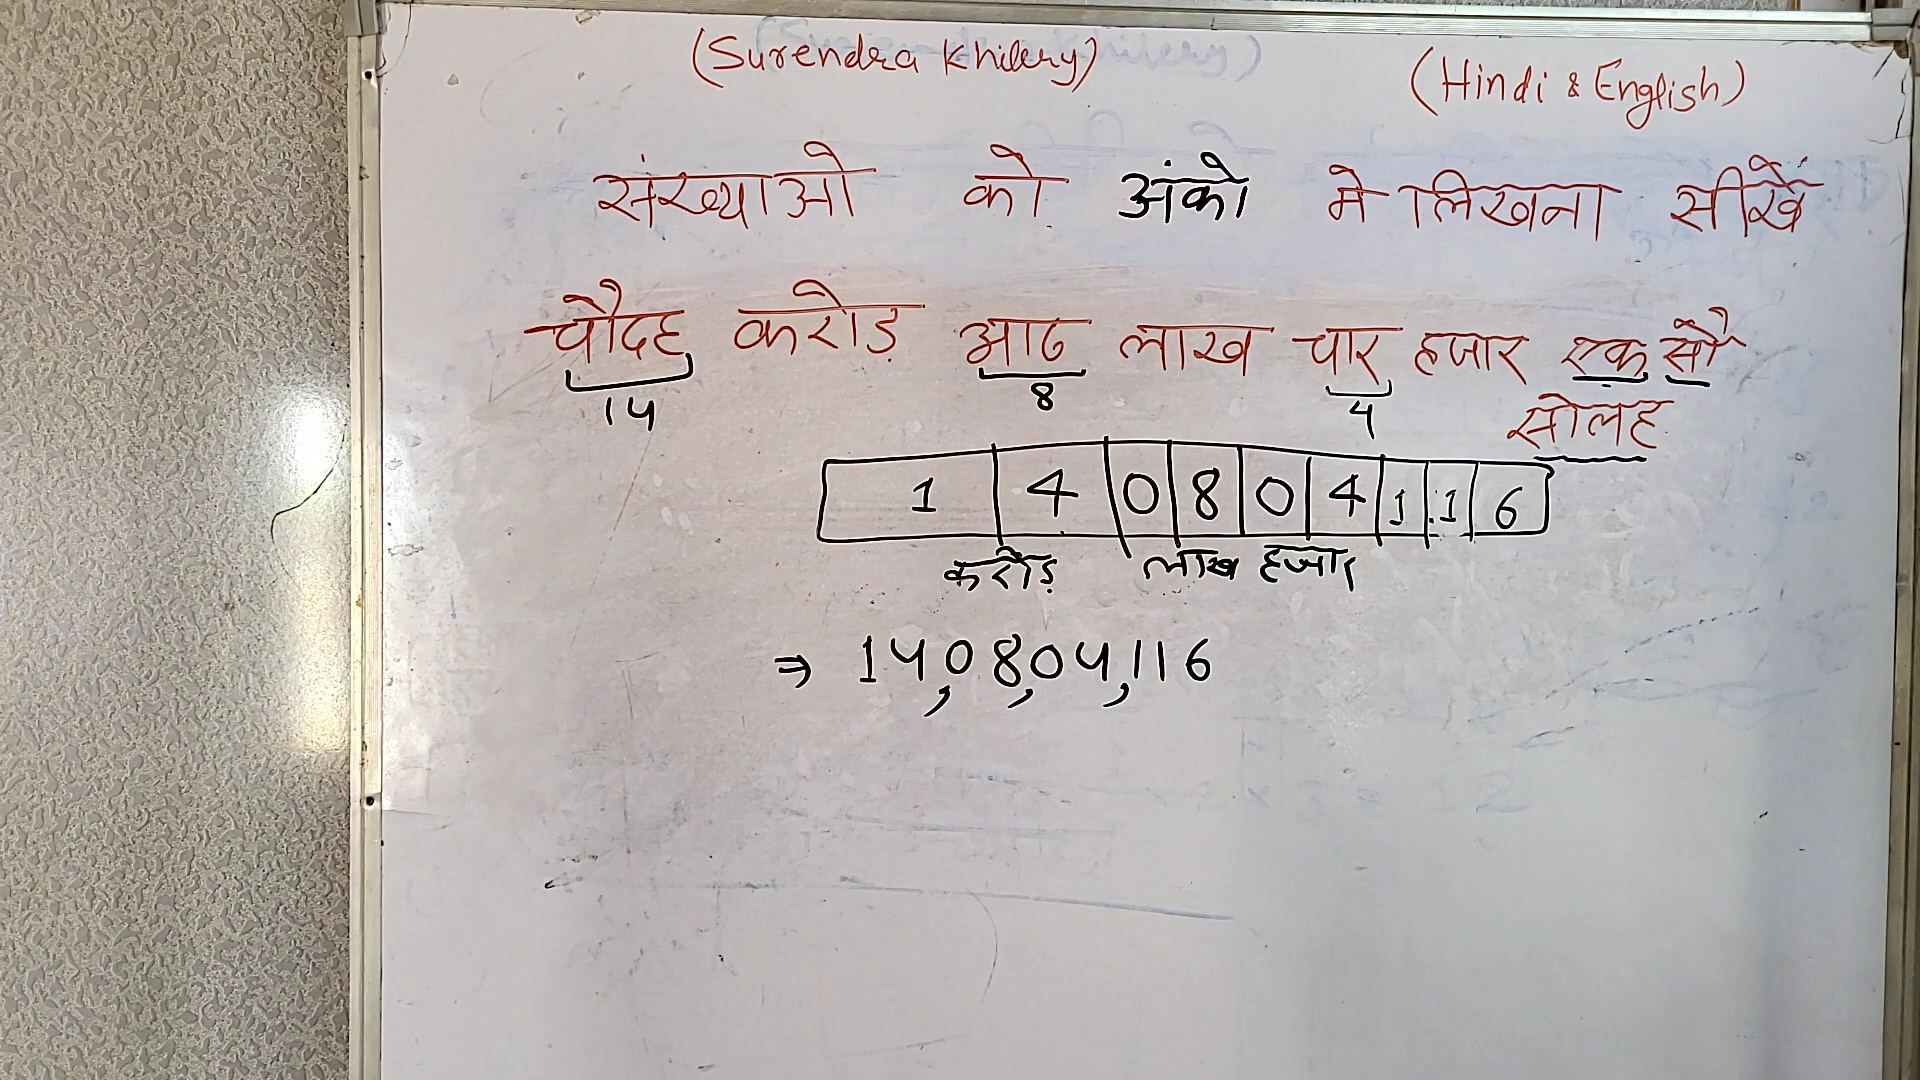 (Surendra Khilery)
(Hindi & English)
संख्याओ को अंको मे लिखना सीखें
चौदह करोड़ आठ लाख चार हजार एक सौ
14 8 4
सोलह
1 4 0 8 0 4 1 1 6
करोड़ लाख हजार
⇒ 14,08,04,116